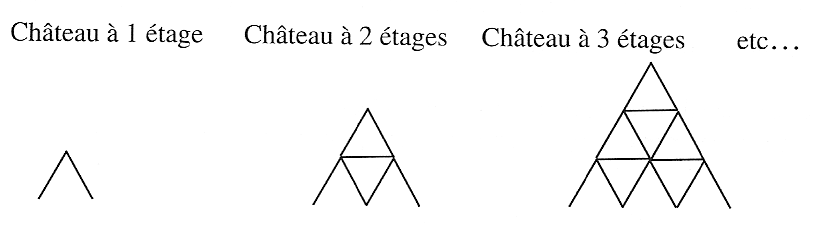 Château à 1 étage Château à 2 étages Château à 3 étages etc…